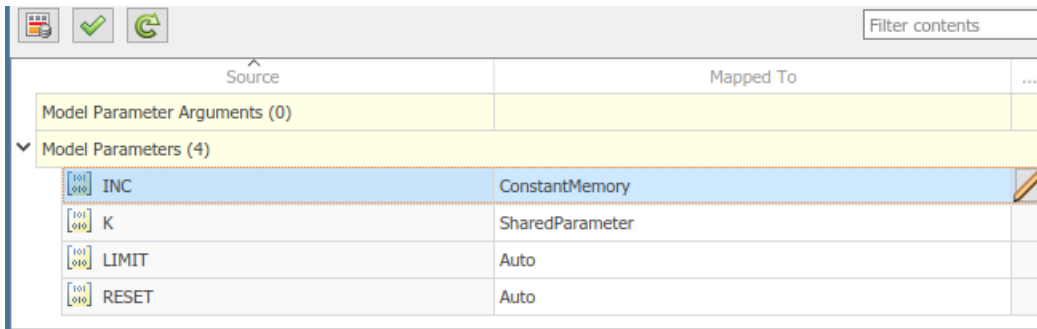 Filter contents
Source Mapped To ...
Model Parameter Arguments (0)
Model Parameters (4)
INC ConstantMemory
K SharedParameter
LIMIT Auto
RESET Auto